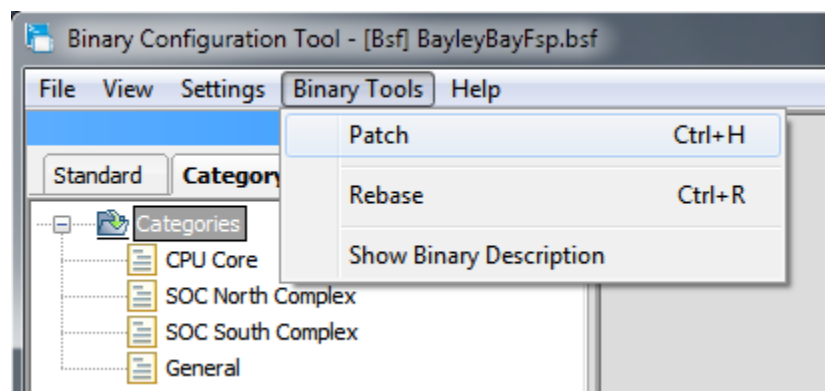 Binary Configuration Tool - [Bsf] BayleyBayFsp.bsf
File View Settings Binary Tools Help
Patch Ctrl+H
Standard Category
Rebase Ctrl+R
Categories
CPU Core
Show Binary Description
SOC North Complex
SOC South Complex
General